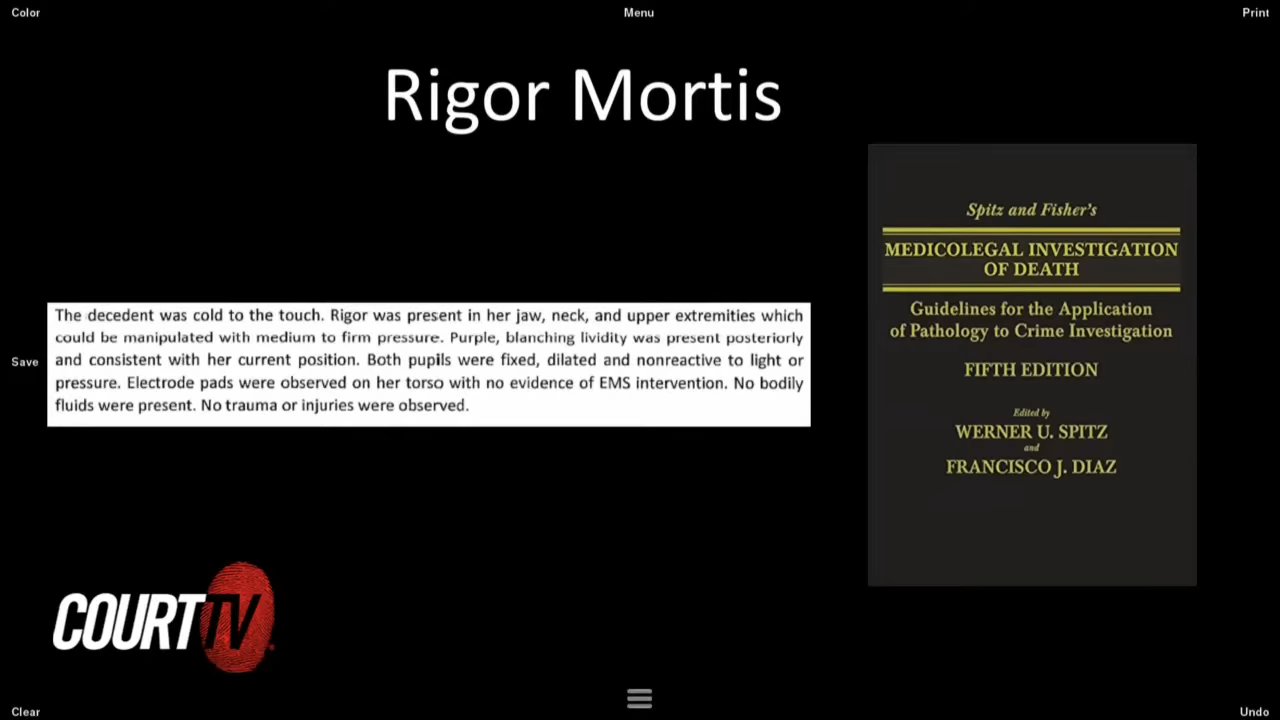 Color
Menu
Print
Rigor Mortis
The decedent was cold to the touch. Rigor was present in her jaw, neck, and upper extremities which
could be manipulated with medium to firm pressure. Purple, blanching lividity was present posteriorly
and consistent with her current position. Both pupils were fixed, dilated and nonreactive to light or
pressure. Electrode pads were observed on her torso with no evidence of EMS intervention. No bodily
fluids were present. No trauma or injuries were observed.
Spitz and Fisher's
MEDICOLEGAL INVESTIGATION
OF DEATH
Guidelines for the Application
of Pathology to Crime Investigation
FIFTH EDITION
Edited by
WERNER U. SPITZ
and
FRANCISCO J. DIAZ
Save
COURT TV
Clear
Undo